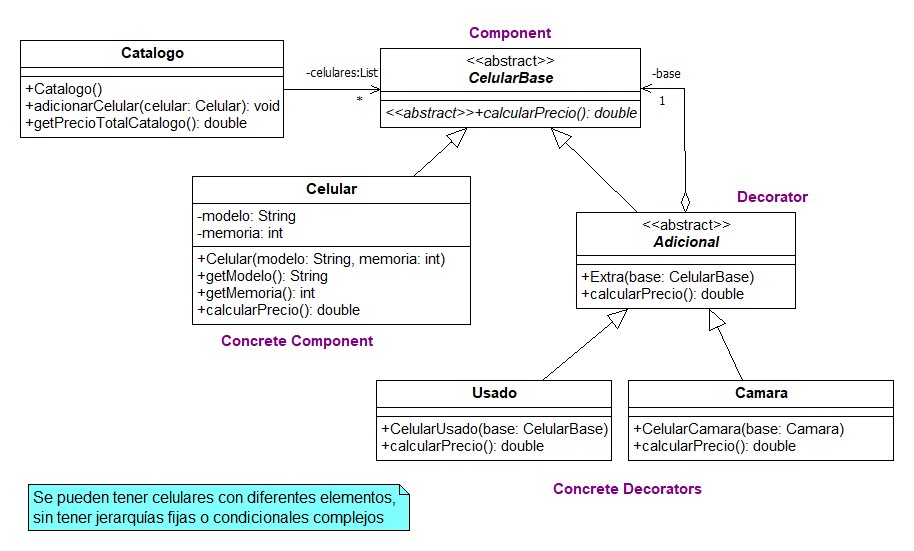 Component
Catalogo
+Catalogo()
+adicionarCelular(celular: Celular): void
+getPrecioTotalCatalogo(): double
-celulares:List
*
<<abstract>>
CelularBase
<<abstract>>+calcularPrecio(): double
-base
1
Celular
-modelo: String
-memoria: int
+Celular(modelo: String, memoria: int)
+getModelo(): String
+getMemoria(): int
+calcularPrecio(): double
Concrete Component
Decorator
<<abstract>>
Adicional
+Extra(base: CelularBase)
+calcularPrecio(): double
Usado
+CelularUsado(base: CelularBase)
+calcularPrecio(): double
Camara
+CelularCamara(base: Camara)
+calcularPrecio(): double
Concrete Decorators
Se pueden tener celulares con diferentes elementos,
sin tener jerarquías fijas o condicionales complejos